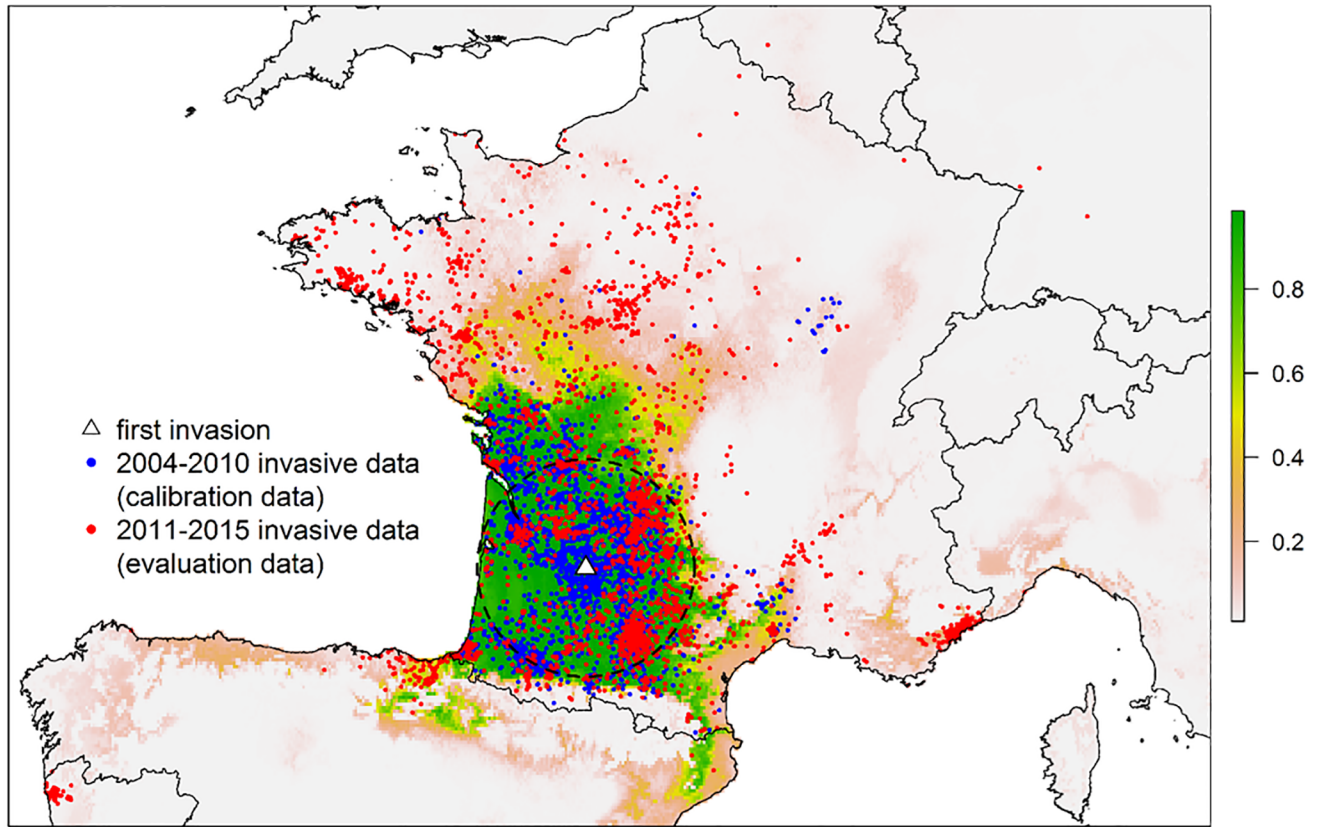 first invasion
2004-2010 invasive data
(calibration data)
2011-2015 invasive data
(evaluation data)
0.8
0.6
0.4
0.2